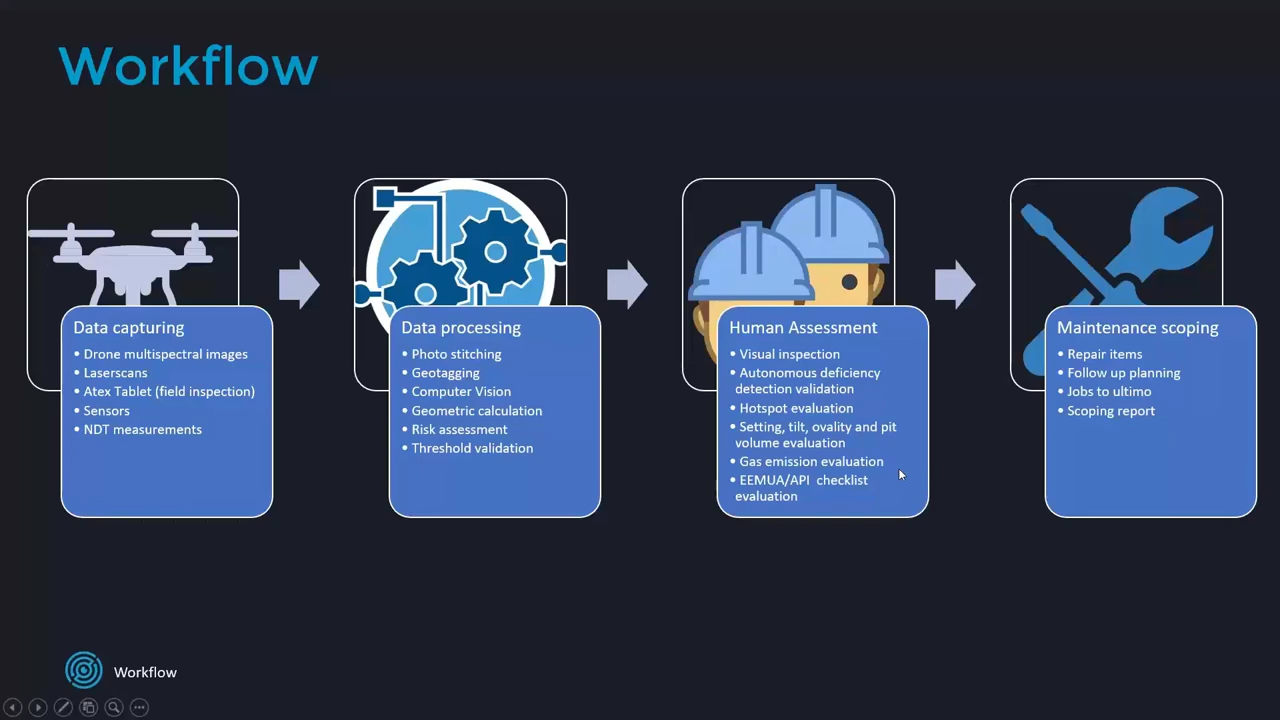 Workflow
Data capturing
• Drone multispectral images
• Laserscans
• Atex Tablet (field inspection)
• Sensors
• NDT measurements
Data processing
• Photo stitching
• Geotagging
• Computer Vision
• Geometric calculation
• Risk assessment
• Threshold validation
Human Assessment
• Visual inspection
• Autonomous deficiency
detection validation
• Hotspot evaluation
• Setting, tilt, ovality and pit
volume evaluation
• Gas emission evaluation
• EEMUA/API  checklist
evaluation
Maintenance scoping
• Repair items
• Follow up planning
• Jobs to ultimo
• Scoping report
Workflow